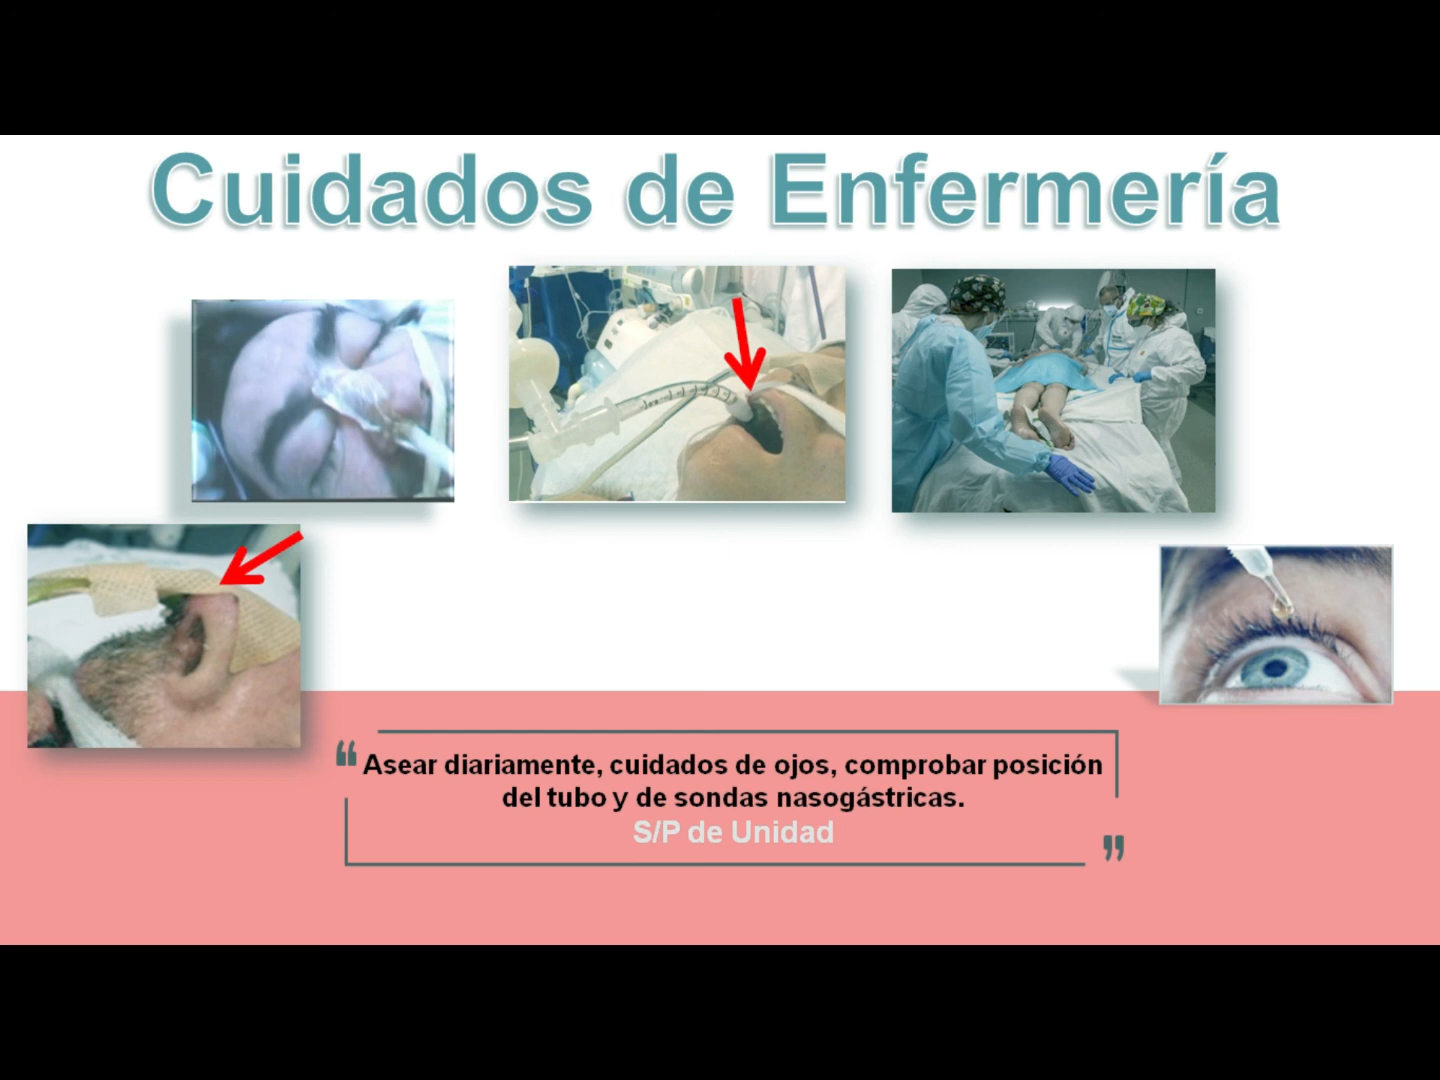 Cuidados de Enfermería
“ Asear diariamente, cuidados de ojos, comprobar posición
del tubo y de sondas nasogástricas.
S/P de Unidad
”